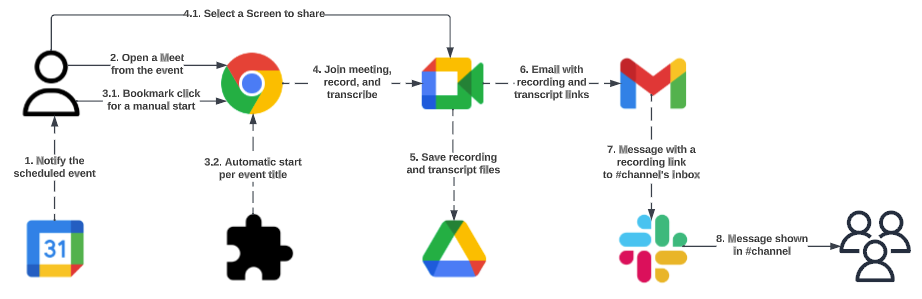 4.1. Select a Screen to share
2. Open a Meet
from the event
3.1. Bookmark click
for a manual start
4. Join meeting,
record, and
transcribe
6. Email with
recording and
transcript links
1. Notify the
scheduled event
3.2. Automatic start
per event title
5. Save recording
and transcript files
7. Message with a
recording link
to #channel's inbox
31
8. Message shown
in #channel